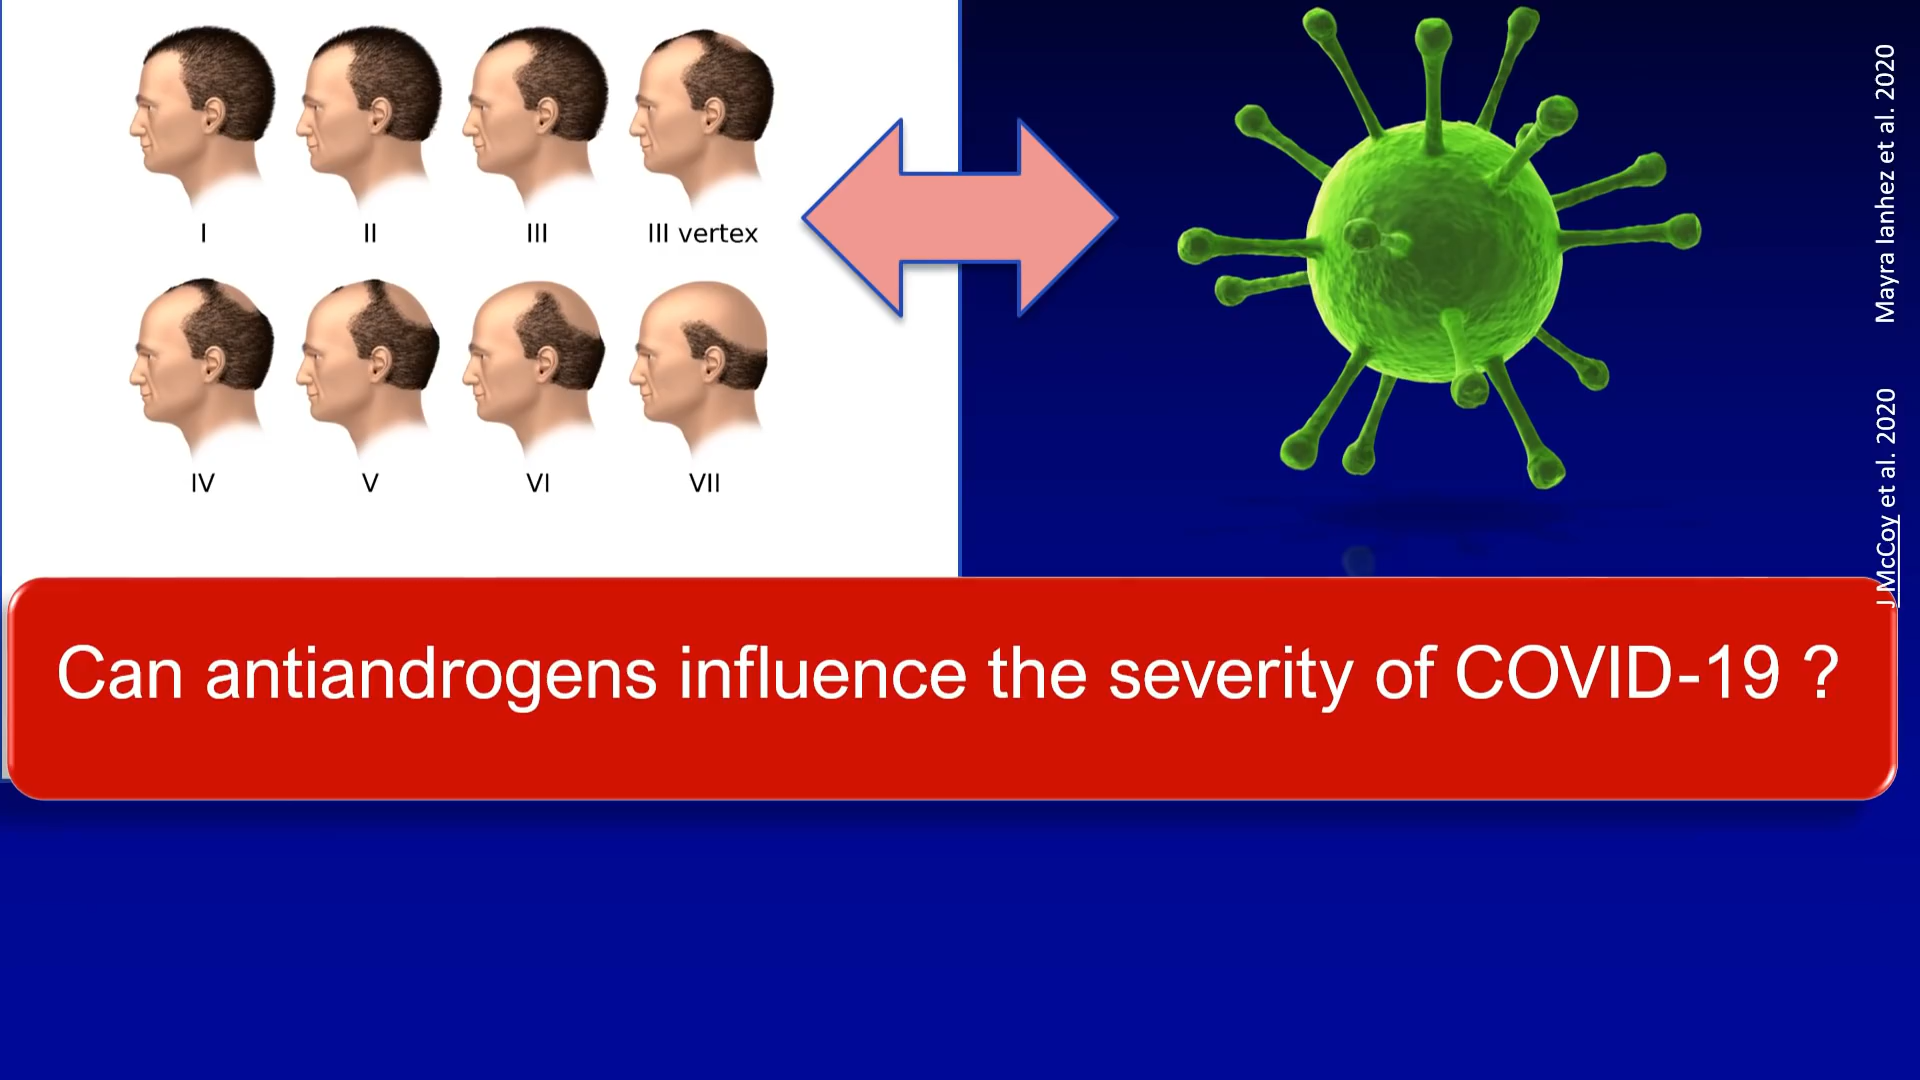 I
II
III
III vertex
IV
V
VI
VII
J McCoy et al. 2020
Mayra Ianhez et al. 2020
Can antiandrogens influence the severity of COVID-19 ?